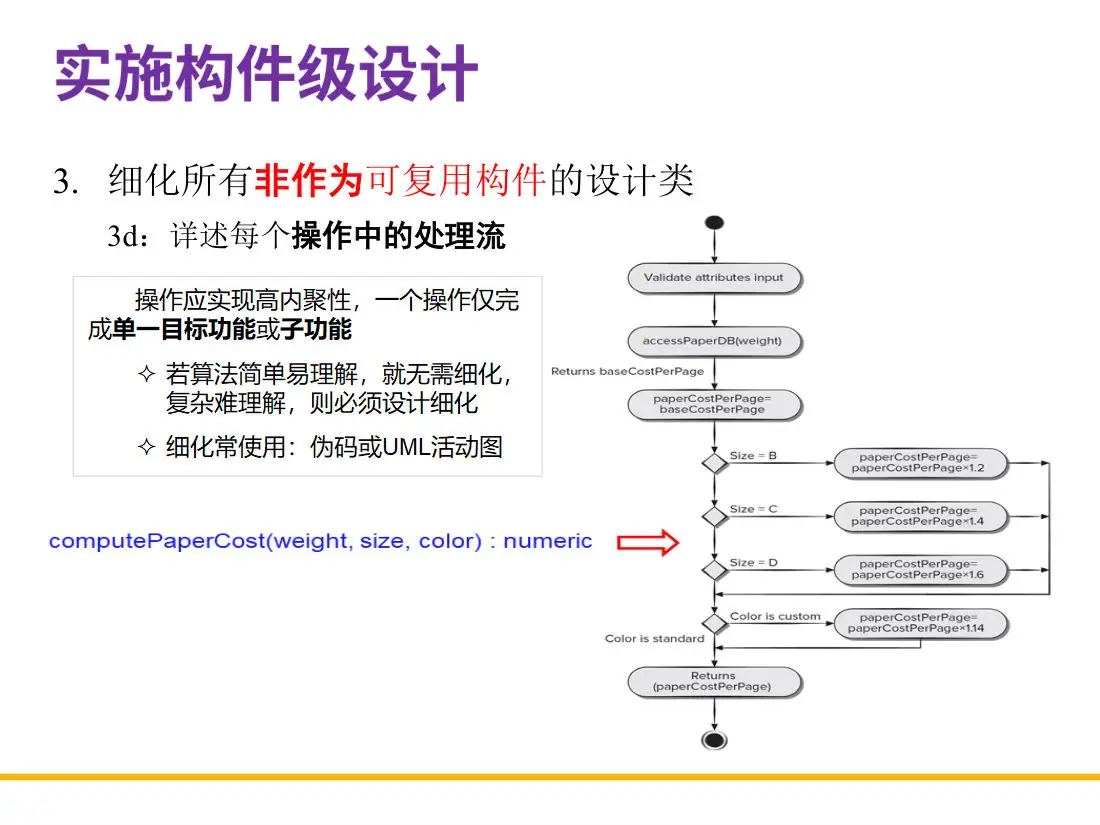 实施构件级设计
3. 细化所有非作为可复用构件的设计类
3d：详述每个操作中的处理流
操作应实现高内聚性，一个操作仅完
成单一目标功能或子功能
✧ 若算法简单易理解，就无需细化，
复杂难理解，则必须设计细化
✧ 细化常使用：伪码或UML活动图
computePaperCost(weight, size, color) : numeric
Validate attributes input
accessPaperDB(weight)
Returns baseCostPerPage
paperCostPerPage=
baseCostPerPage
Size = B
paperCostPerPage=
paperCostPerPage×1.2
Size = C
paperCostPerPage=
paperCostPerPage×1.4
Size = D
paperCostPerPage=
paperCostPerPage×1.6
Color is custom
paperCostPerPage=
paperCostPerPage×1.14
Color is standard
Returns
(paperCostPerPage)